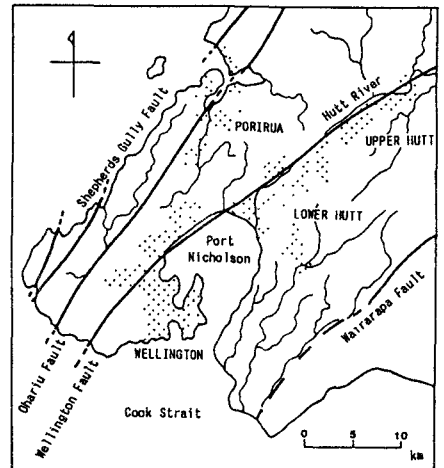 Shepherds Gully Fault
PORIRUA
Hutt River
UPPER HUTT
LOWER HUTT
Port
Nicholson
Wairarapa Fault
WELLINGTON
Ohariu Fault
Wellington Fault
Cook Strait
0 5 10
km